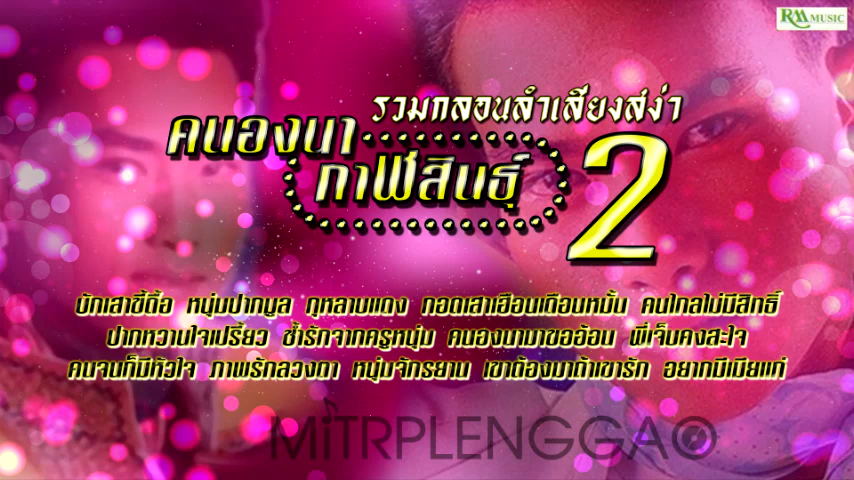 RM MUSIC
รวมกลอนลำเสียงสง่า
คนองนา
กาฬสินธุ์
2
บักเสาขี้ดื้อ หนุ่มปากมูล กุหลาบแดง กอดเสาเฮือนเดือนหมั้น คนไกลไม่มีสิทธิ์
ปากหวานใจเปรี้ยว ช้ำรักจากครูหนุ่ม คนองนามาขออ้อน พี่เจ็บคงสะใจ
คนจนก็มีหัวใจ ภาพรักลวงตา หนุ่มจักรยาน เขาต้องมาถ้าเขารัก อยากมีเมียแก่
MiTRPLENGGAO